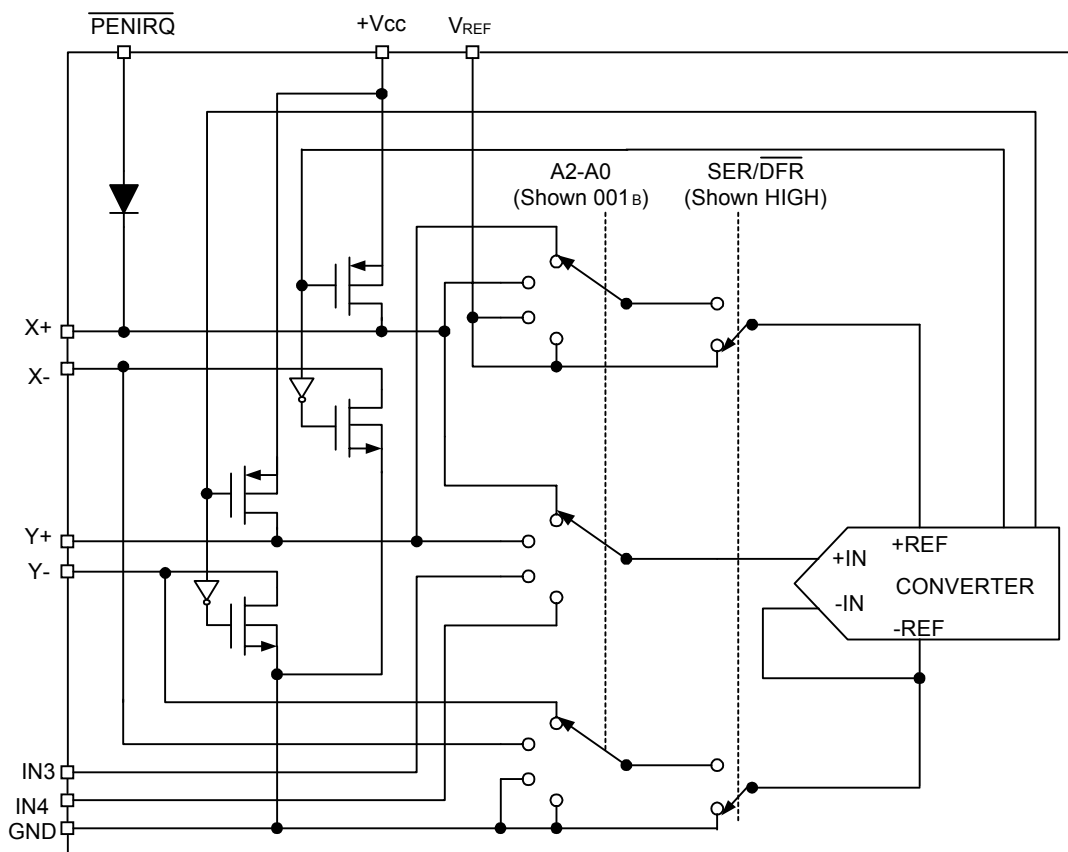 PENIRQ
+Vcc
VREF
A2-A0
(Shown 001B)
SER/DFR
(Shown HIGH)
X+
X-
Y+
Y-
+REF
+IN
CONVERTER
-IN
-REF
IN3
IN4
GND